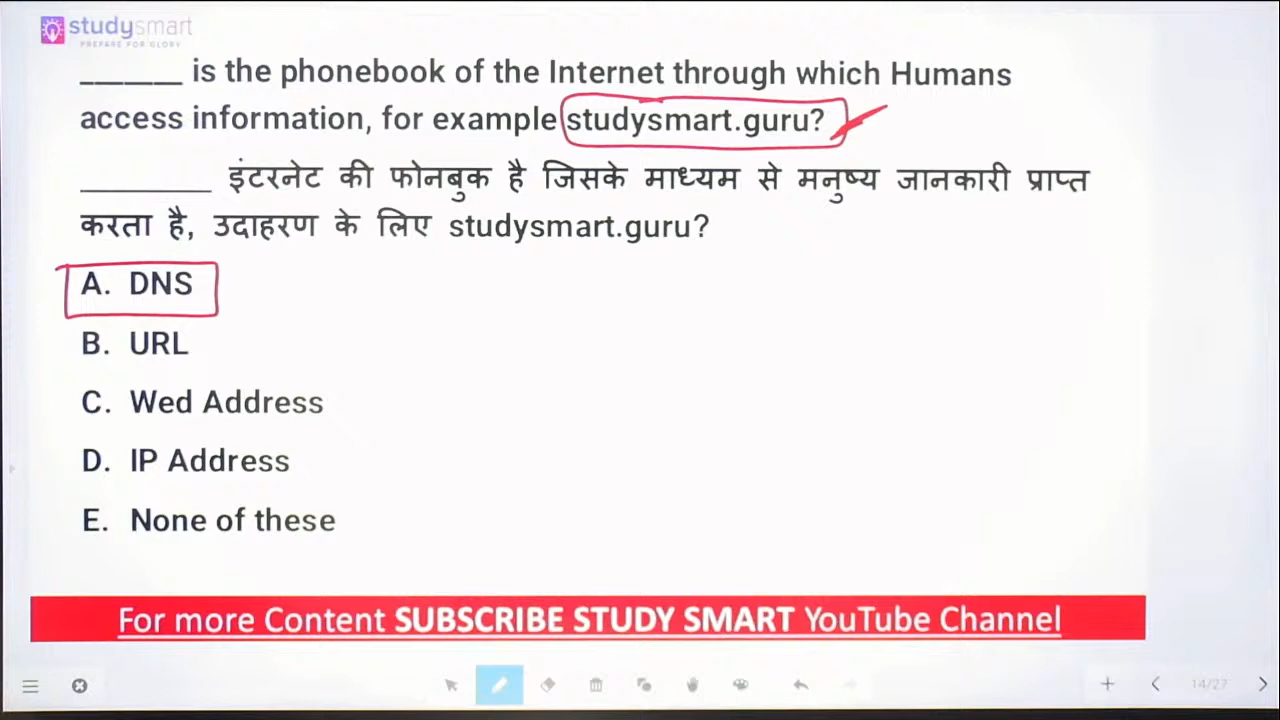 studysmart
PREPARE FOR GLORY
______ is the phonebook of the Internet through which Humans
access information, for example studysmart.guru?
________ इंटरनेट की फोनबुक है जिसके माध्यम से मनुष्य जानकारी प्राप्त
करता है, उदाहरण के लिए studysmart.guru?
A. DNS
B. URL
C. Wed Address
D. IP Address
E. None of these
For more Content SUBSCRIBE STUDY SMART YouTube Channel
14/27